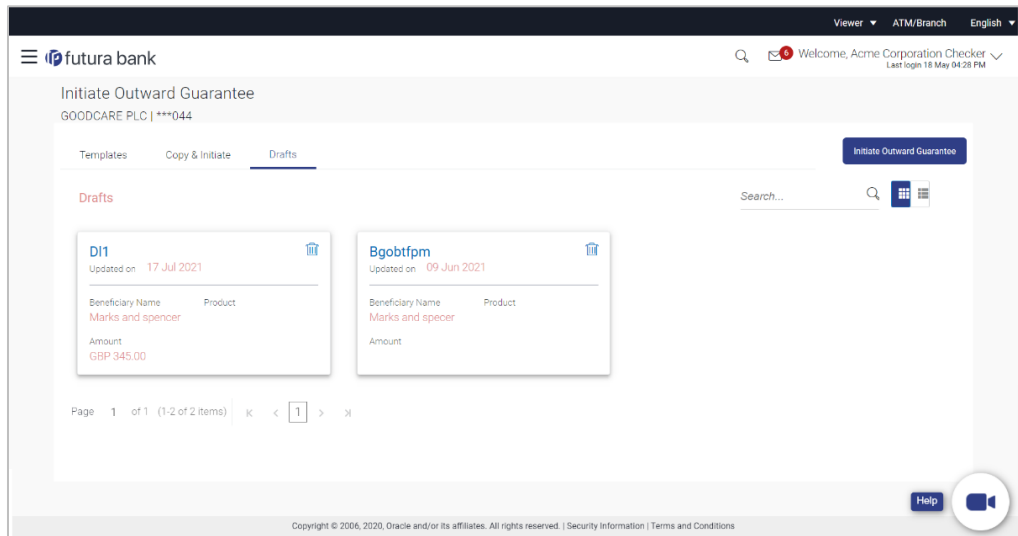 Viewer ATM/Branch English
futura bank
6 Welcome, Acme Corporation Checker
Last login 18 May 04:28 PM
Initiate Outward Guarantee
GOODCARE PLC | ***044
Templates Copy & Initiate Drafts Initiate Outward Guarantee
Drafts Search...
Dl1
Updated on 17 Jul 2021
Beneficiary Name Product
Marks and spencer
Amount
GBP 345.00
Bgobtfpm
Updated on 09 Jun 2021
Beneficiary Name Product
Marks and specer
Amount
Page 1 of 1 (1-2 of 2 items) 1
Help
Copyright © 2006, 2020, Oracle and/or its affiliates. All rights reserved. | Security Information | Terms and Conditions